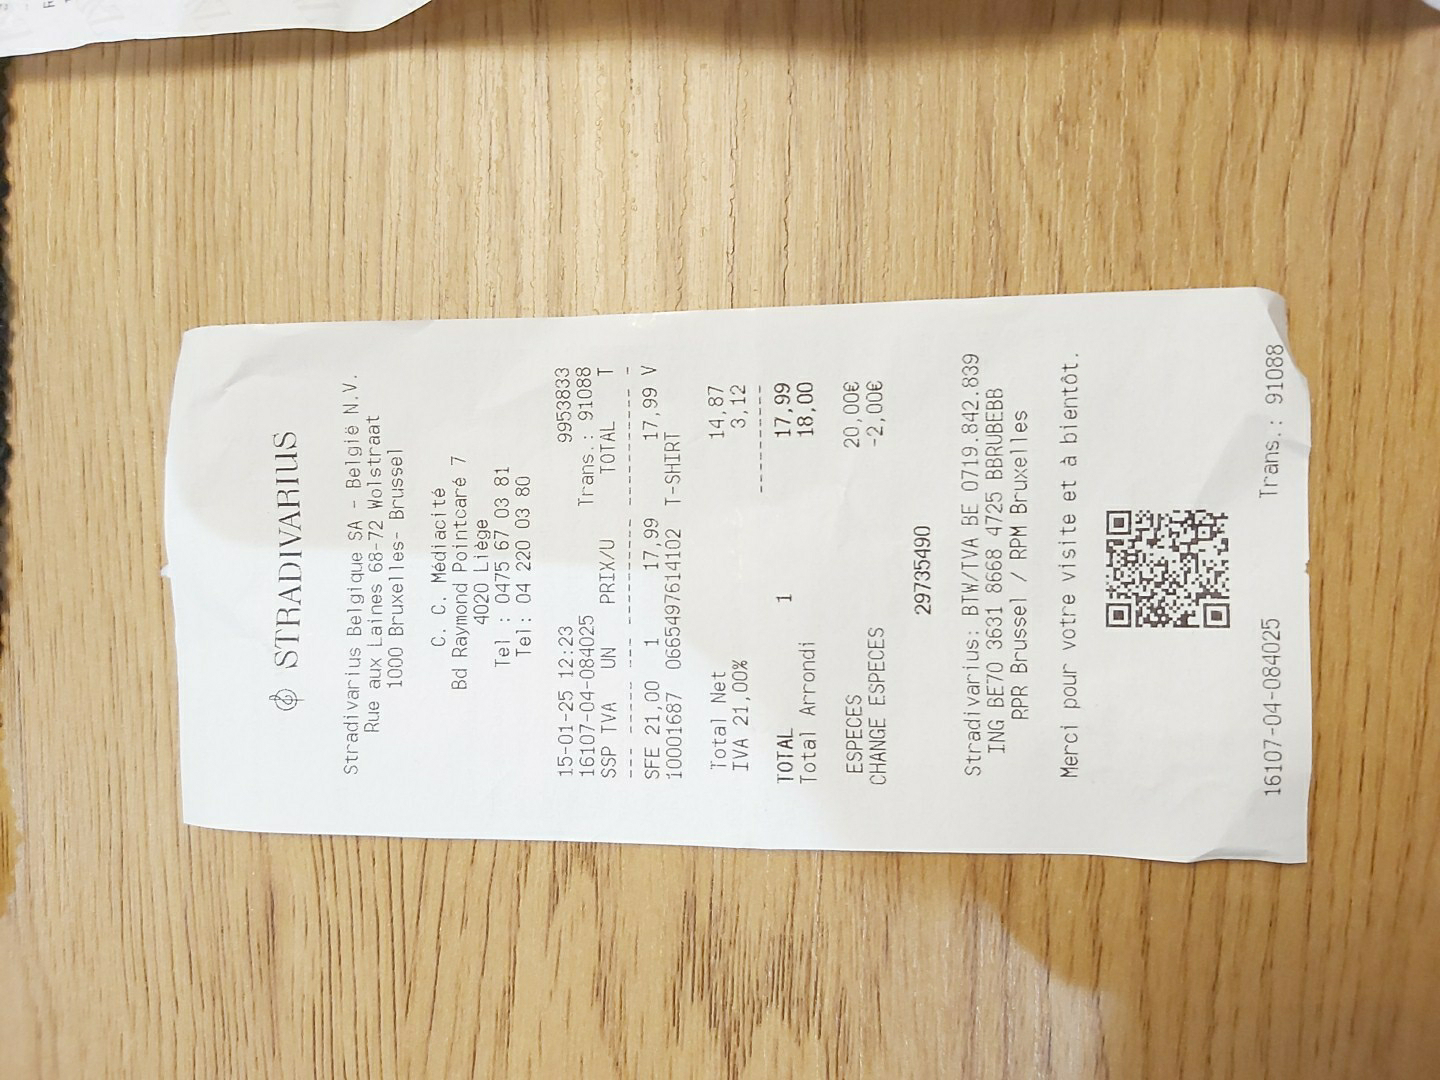 STRADIVARIUS
Stradivarius Belgique SA - België N.V.
Rue aux Laines 68-72 Wolstraat
1000 Bruxelles- Brussel
C. C. Médiacité
Bd Raymond Pointcaré 7
4020 Liège
Tel : 0475 67 03 81
Tel: 04 220 03 80
15-01-25 12:23 9953833
16107-04-084025 Trans.: 91088
SSP TVA UN PRIX/U TOTAL T
--- ---- --- ---------- ---------- -
SFE 21,00 1 17,99 17,99 V
10001687 0665497614102 T-SHIRT
Total Net 14,87
IVA 21,00% 3,12
----------
TOTAL 1 17,99
Total Arrondi 18,00
ESPECES 20,00€
CHANGE ESPECES -2,00€
29735490
Stradivarius: BTW/TVA BE 0719.842.839
ING BE70 3631 8668 4725 BBRUBEBB
RPR Brussel / RPM Bruxelles
Merci pour votre visite et à bientôt.
16107-04-084025 Trans.: 91088